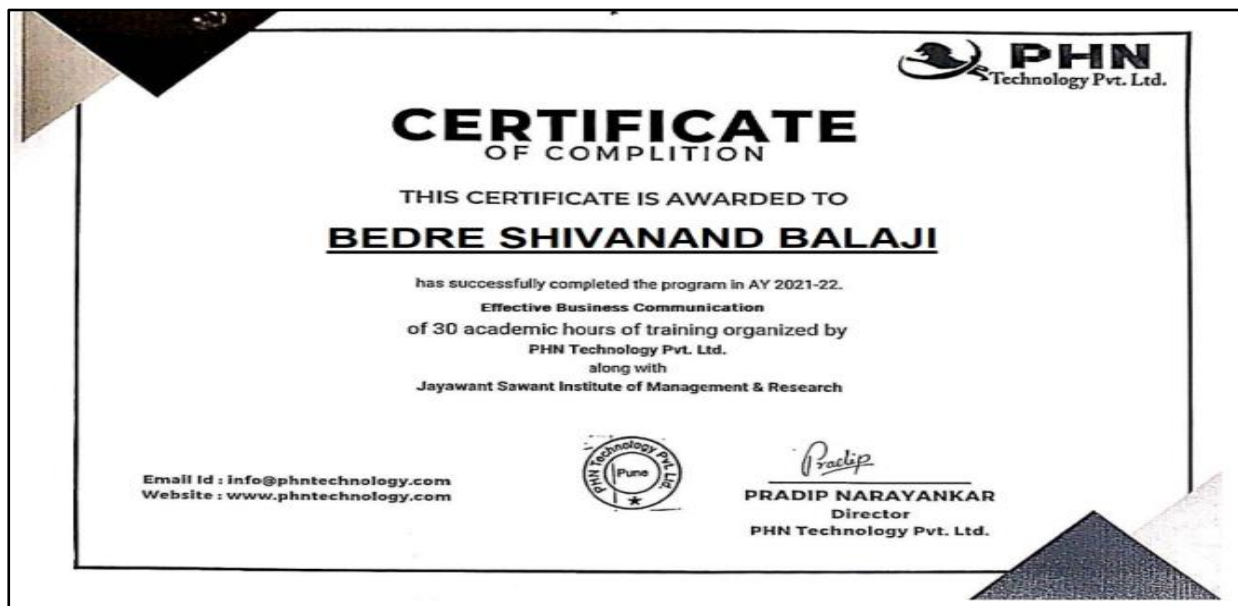 PHN
Technology Pvt. Ltd.
CERTIFICATE
OF COMPLITION
THIS CERTIFICATE IS AWARDED TO
BEDRE SHIVANAND BALAJI
has successfully completed the program in AY 2021-22.
Effective Business Communication
of 30 academic hours of training organized by
PHN Technology Pvt. Ltd.
along with
Jayawant Sawant Institute of Management & Research
Email Id : info@phntechnology.com
Website : www.phntechnology.com
PHN Technology Pvt. Ltd.
Pune
Pradip
PRADIP NARAYANKAR
Director
PHN Technology Pvt. Ltd.